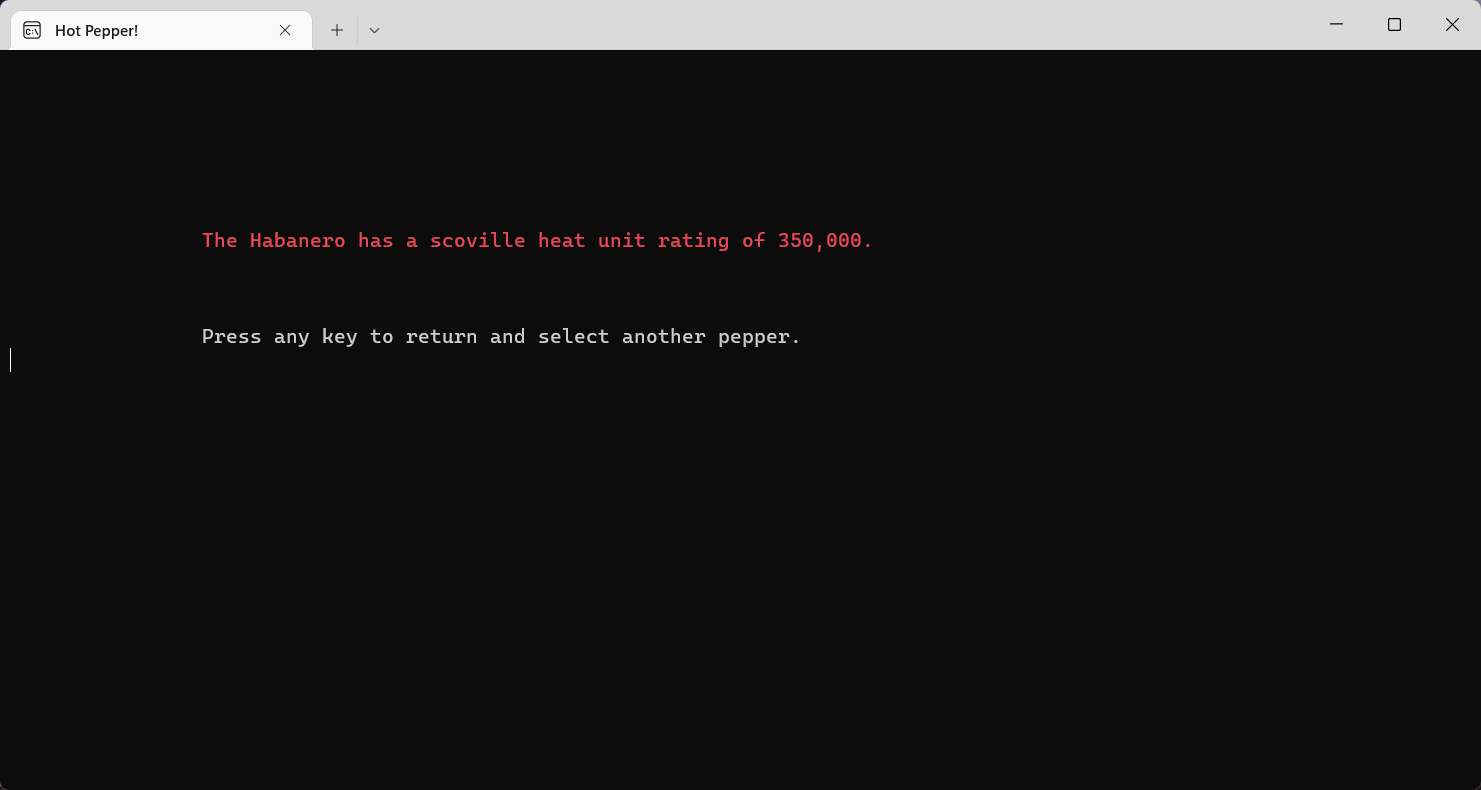 Hot Pepper!
The Habanero has a scoville heat unit rating of 350,000.
Press any key to return and select another pepper.